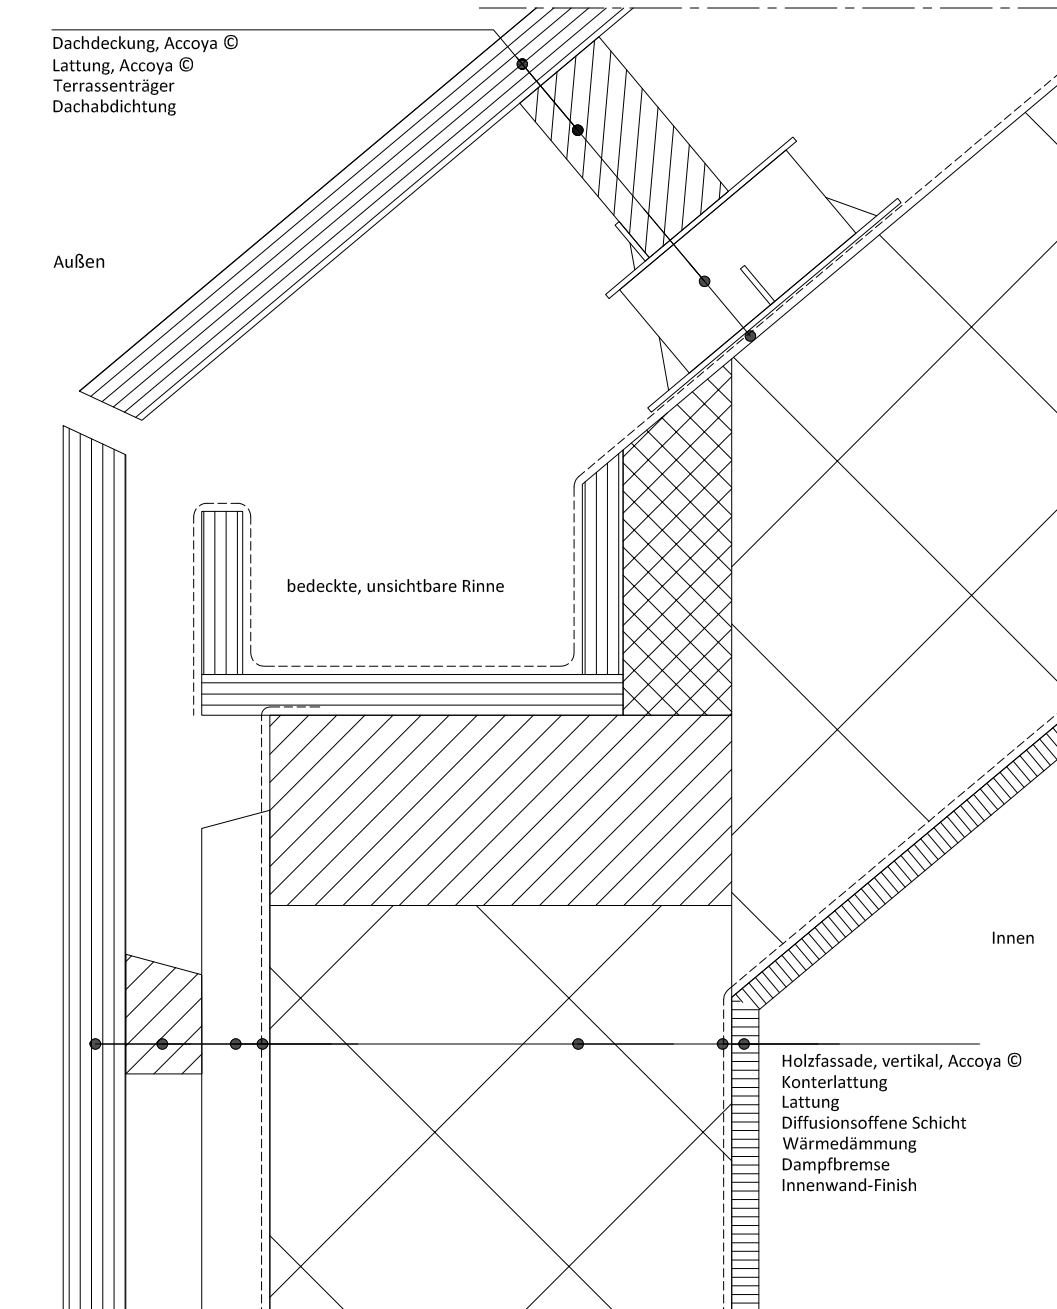 Dachdeckung, Accoya ©
Lattung, Accoya ©
Terrassenträger
Dachabdichtung
Außen
bedeckte, unsichtbare Rinne
Innen
Holzfassade, vertikal, Accoya ©
Konterlattung
Lattung
Diffusionsoffene Schicht
Wärmedämmung
Dampfbremse
Innenwand-Finish